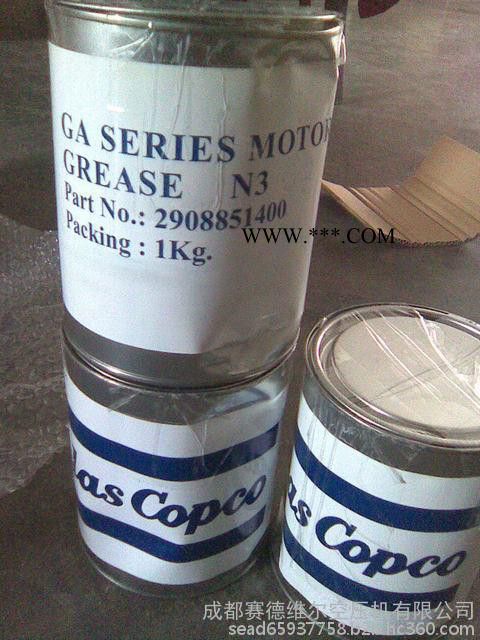 GA SERIES MOTOR
GREASE N3
Part No.: 2908851400
Packing : 1Kg.
WWW.***.COM
las Copco
as Copco
成都赛德维尔空压机有限公司